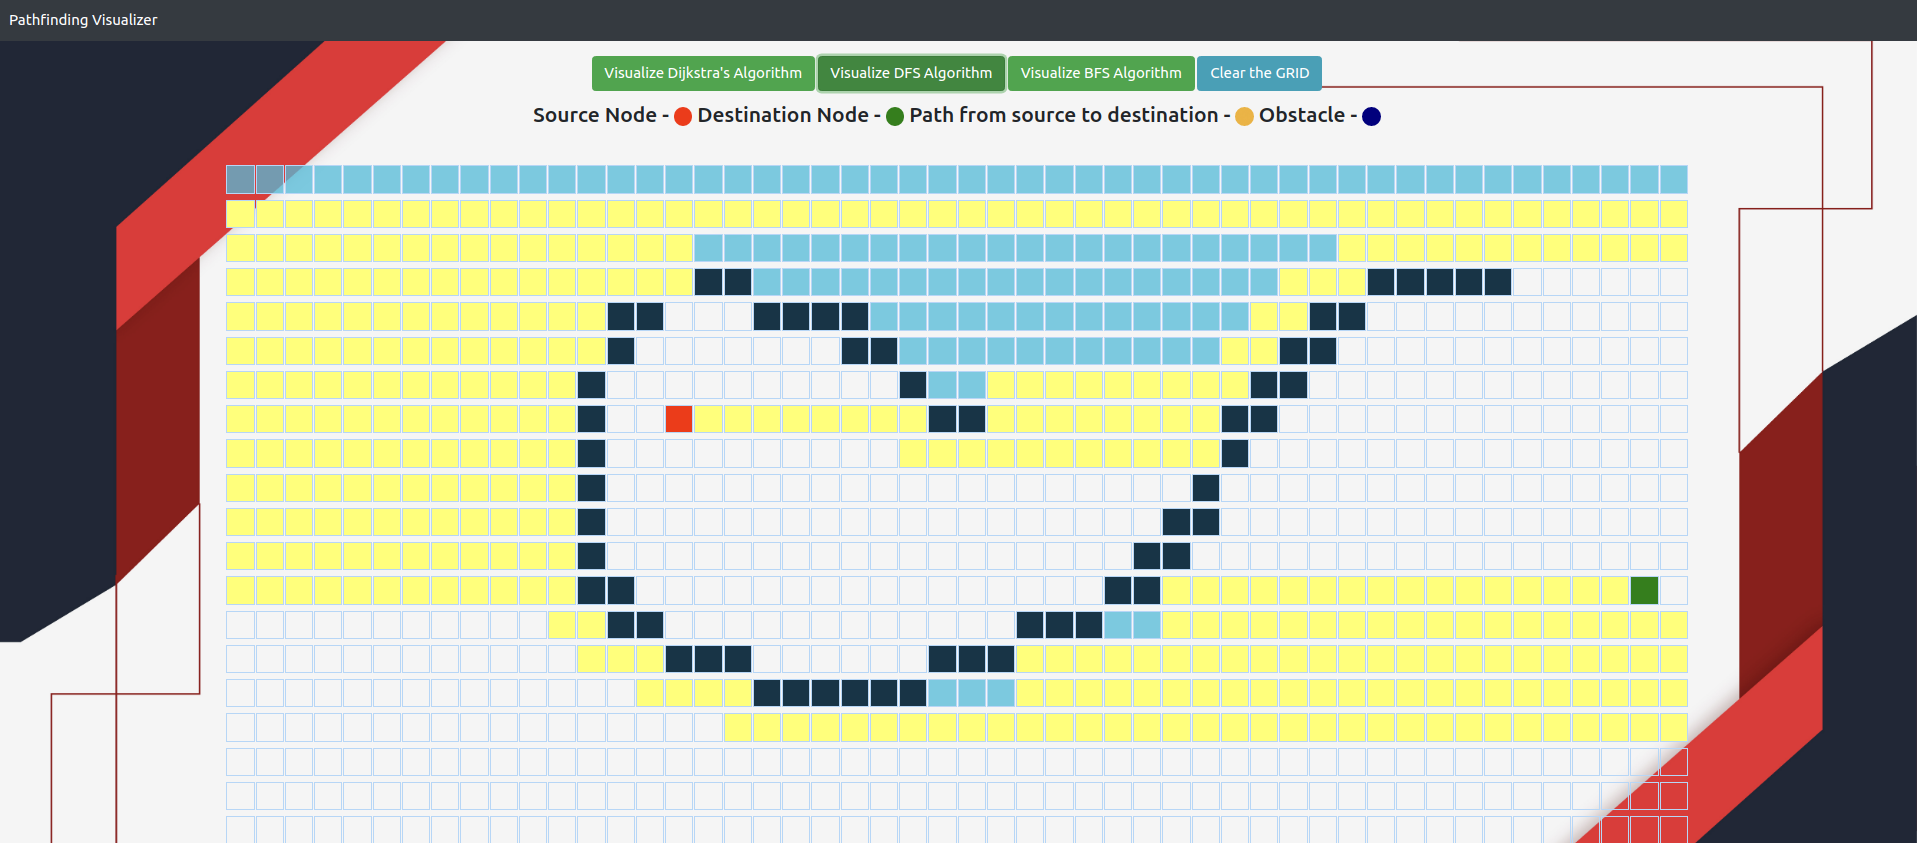 Pathfinding Visualizer
Visualize Dijkstra's Algorithm Visualize DFS Algorithm Visualize BFS Algorithm Clear the GRID
Source Node - Destination Node - Path from source to destination - Obstacle -